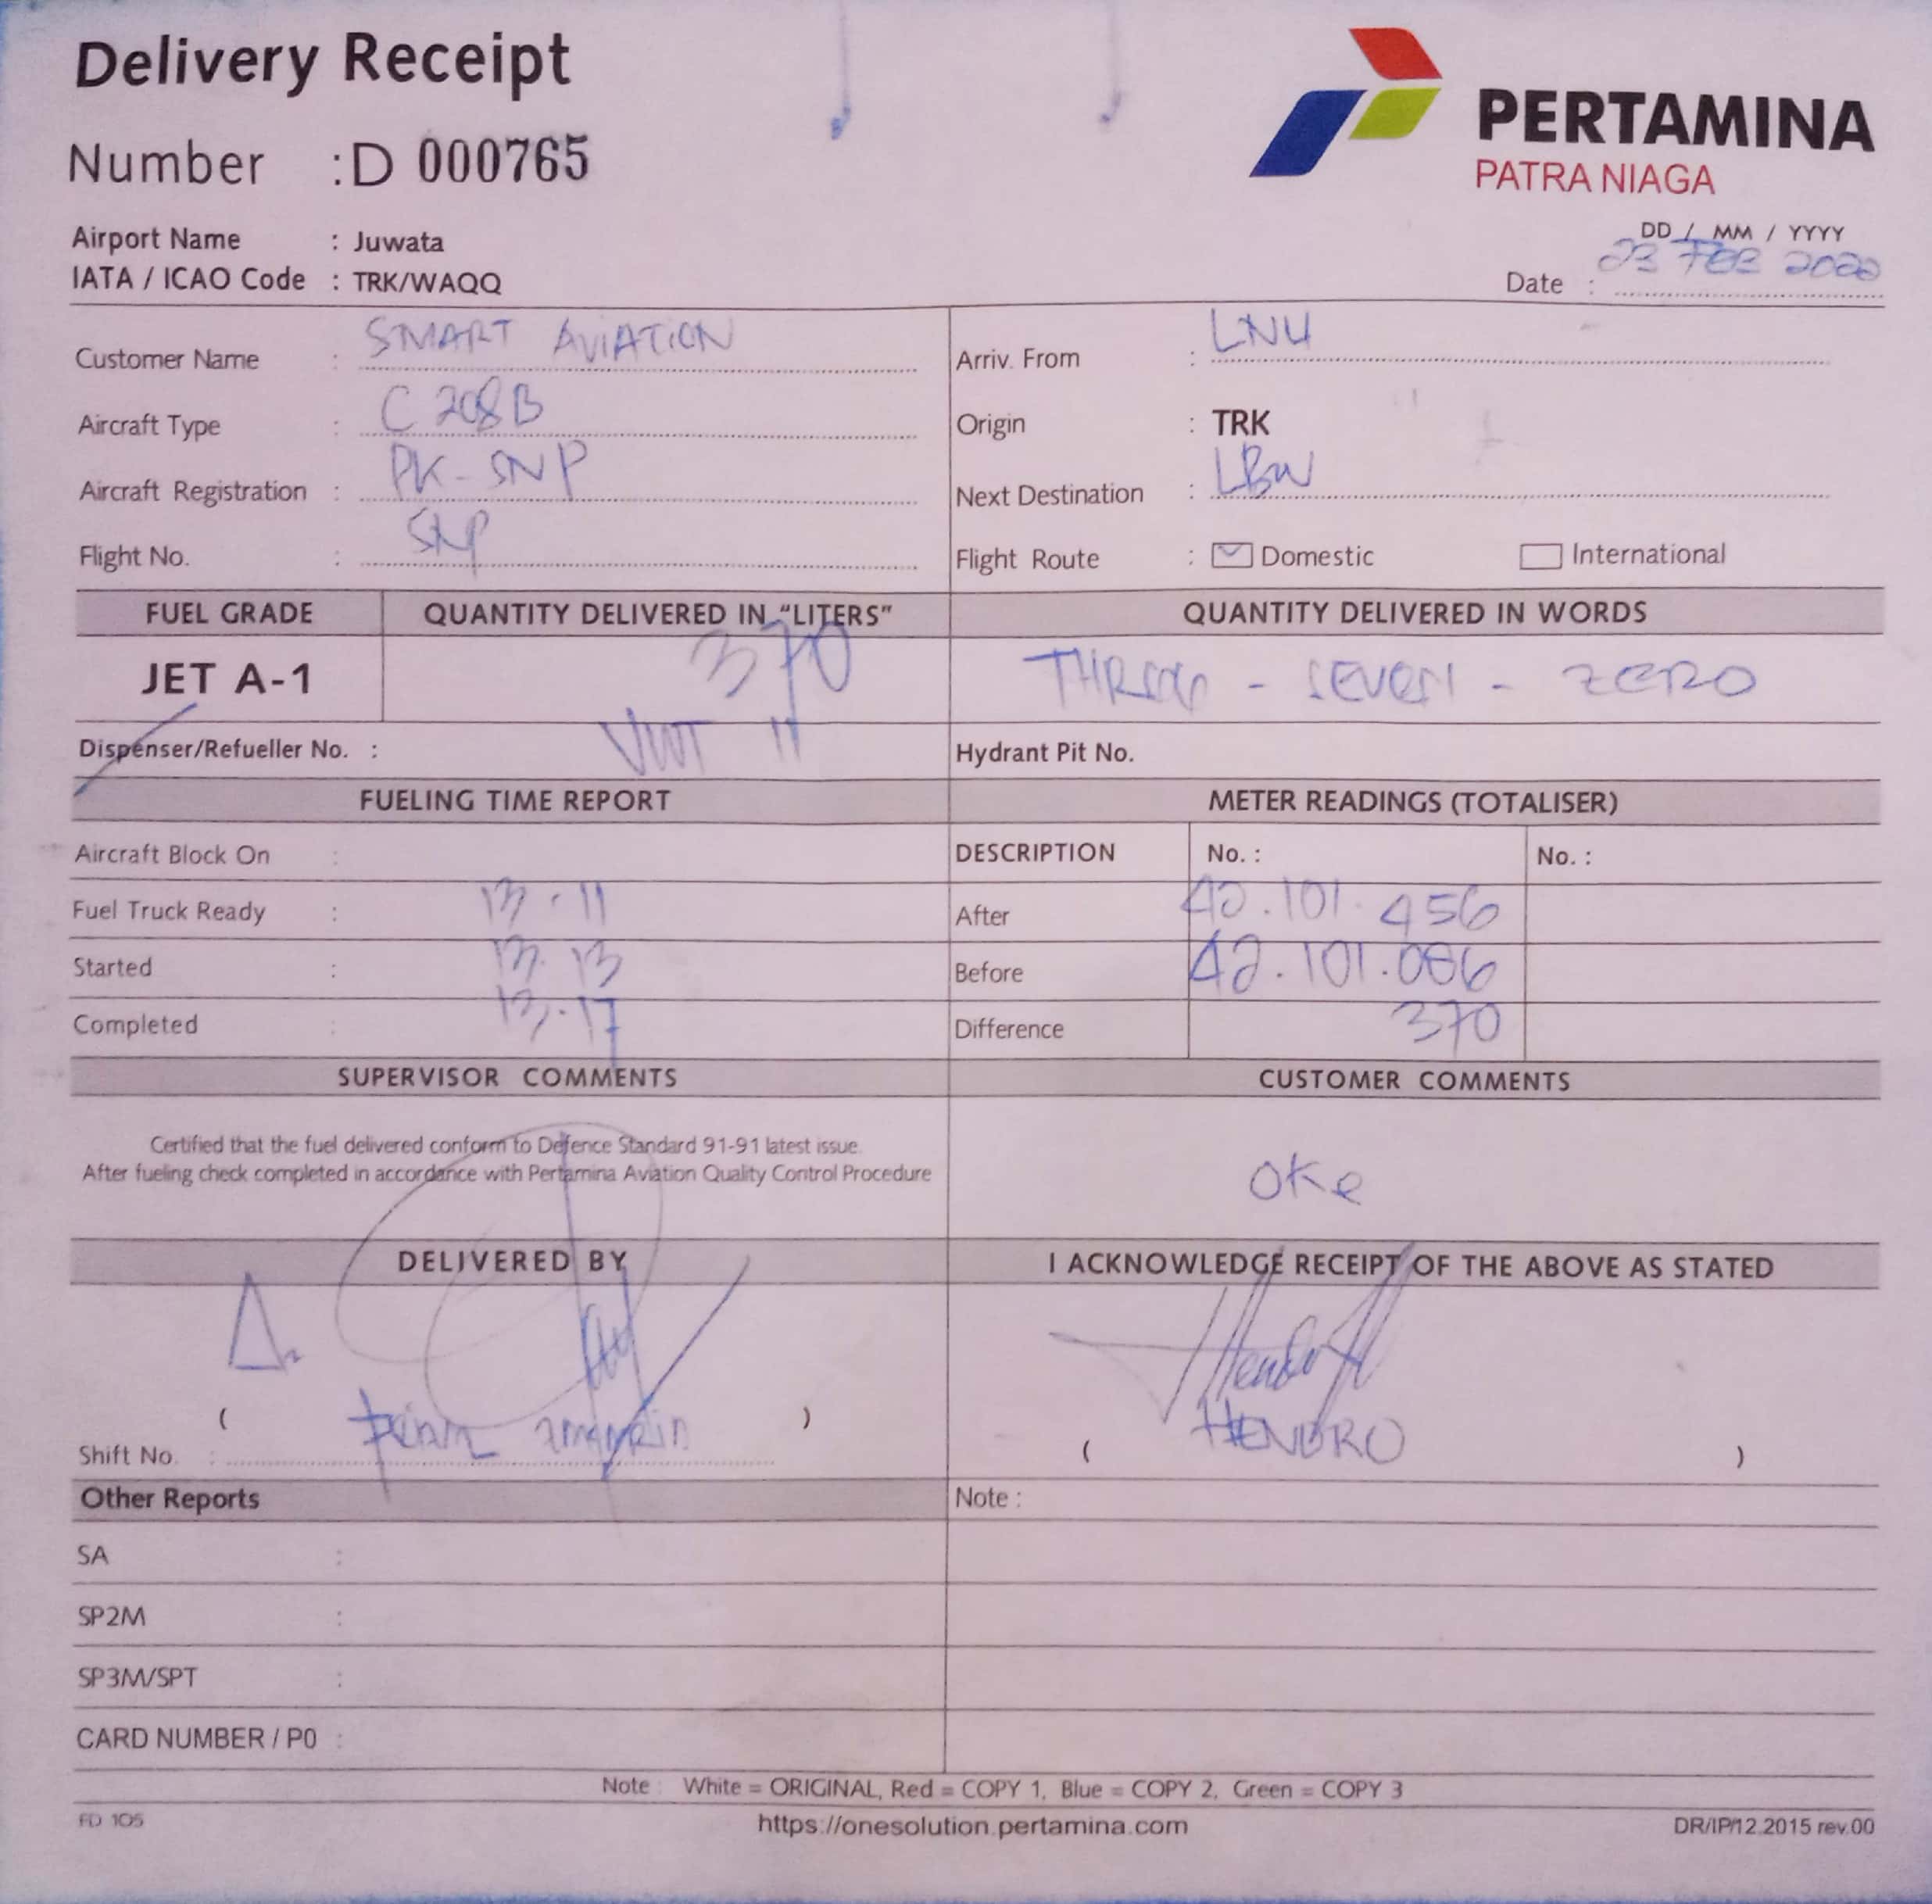 Delivery Receipt
Number : D 000765
PERTAMINA
PATRA NIAGA
Airport Name : Juwata
IATA / ICAO Code : TRK/WAQQ
DD / MM / YYYY
Date : 23 FEB 2022
Customer Name : SMART AVIATION
Arriv. From : LNU
Aircraft Type : C 208B
Origin : TRK
Aircraft Registration : PK-SNP
Next Destination : LBW
Flight No. : SNP
Flight Route : Domestic International
FUEL GRADE QUANTITY DELIVERED IN "LITERS" QUANTITY DELIVERED IN WORDS
JET A-1 370 THREE - SEVEN - ZERO
Dispenser/Refueller No. : 11
Hydrant Pit No.
FUELING TIME REPORT METER READINGS (TOTALISER)
Aircraft Block On : DESCRIPTION No. : No. :
Fuel Truck Ready : 13.11 After 42.101.456
Started : 13.13 Before 42.101.086
Completed : 13.17 Difference 370
SUPERVISOR COMMENTS CUSTOMER COMMENTS
Certified that the fuel delivered conform to Defence Standard 91-91 latest issue.
After fueling check completed in accordance with Pertamina Aviation Quality Control Procedure
OKe
DELIVERED BY I ACKNOWLEDGE RECEIPT OF THE ABOVE AS STATED
( )
( HENDRO )
Shift No. :
Other Reports Note :
SA :
SP2M :
SP3M/SPT :
CARD NUMBER / P0 :
Note : White = ORIGINAL, Red = COPY 1, Blue = COPY 2, Green = COPY 3
FD 105 https://onesolution.pertamina.com DR/IP/12.2015 rev.00